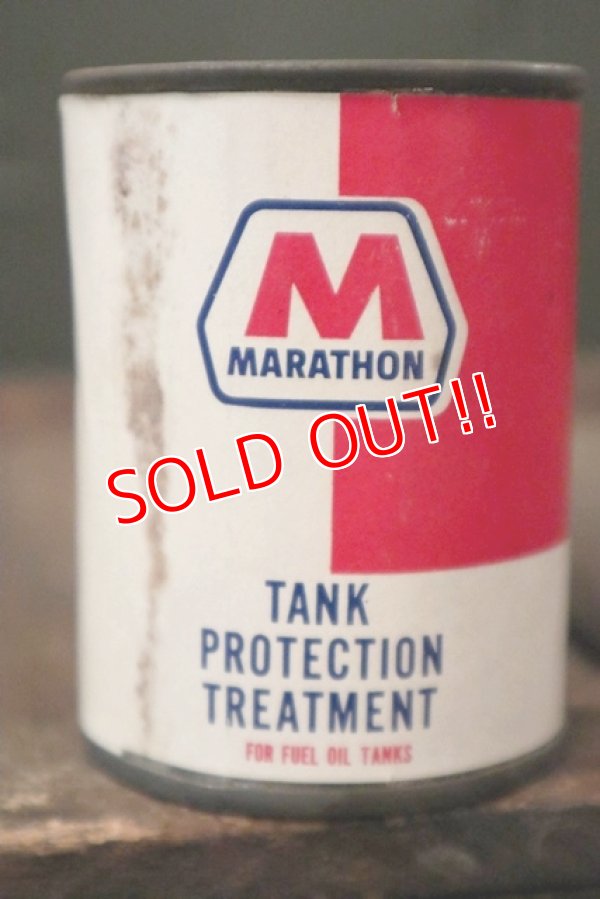 M
MARATHON
SOLD OUT!!
TANK
PROTECTION
TREATMENT
FOR FUEL OIL TANKS